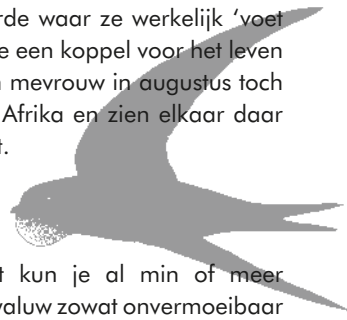 rde waar ze werkelijk ‘voet
e een koppel voor het leven
n mevrouw in augustus toch
Afrika en zien elkaar daar
t.
t kun je al min of meer
waluw zowat onvermoeibaar